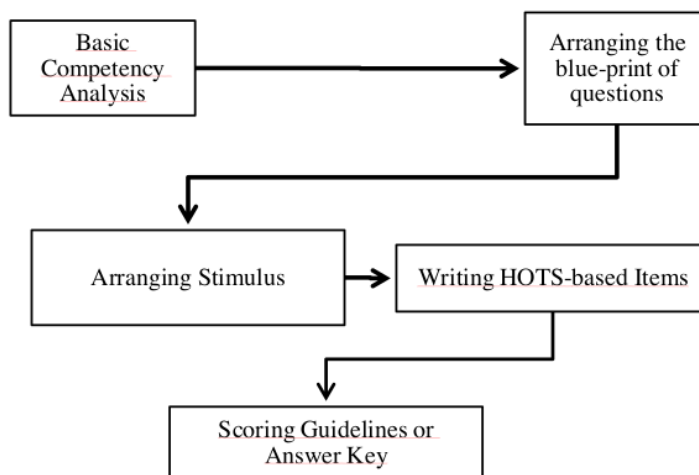 Basic
Competency
Analysis
Arranging the
blue-print of
questions
Arranging Stimulus
Writing HOTS-based Items
Scoring Guidelines or
Answer Key